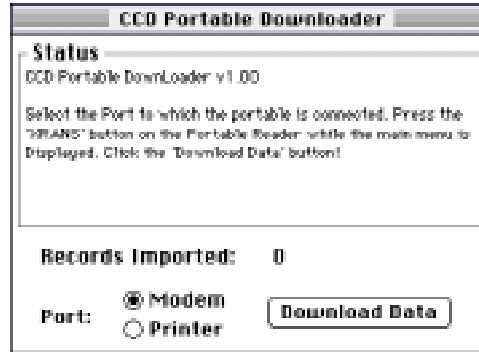 CCD Portable Downloader
Status
CCD Portable DownLoader v1.00
Select the Port to which the portable is connected. Press the
"XRANS" button on the Portable Reader while the main menu is
Displayed. Click the 'Download Data' button!
Records Imported: 0
Port:
Modem
Printer
Download Data